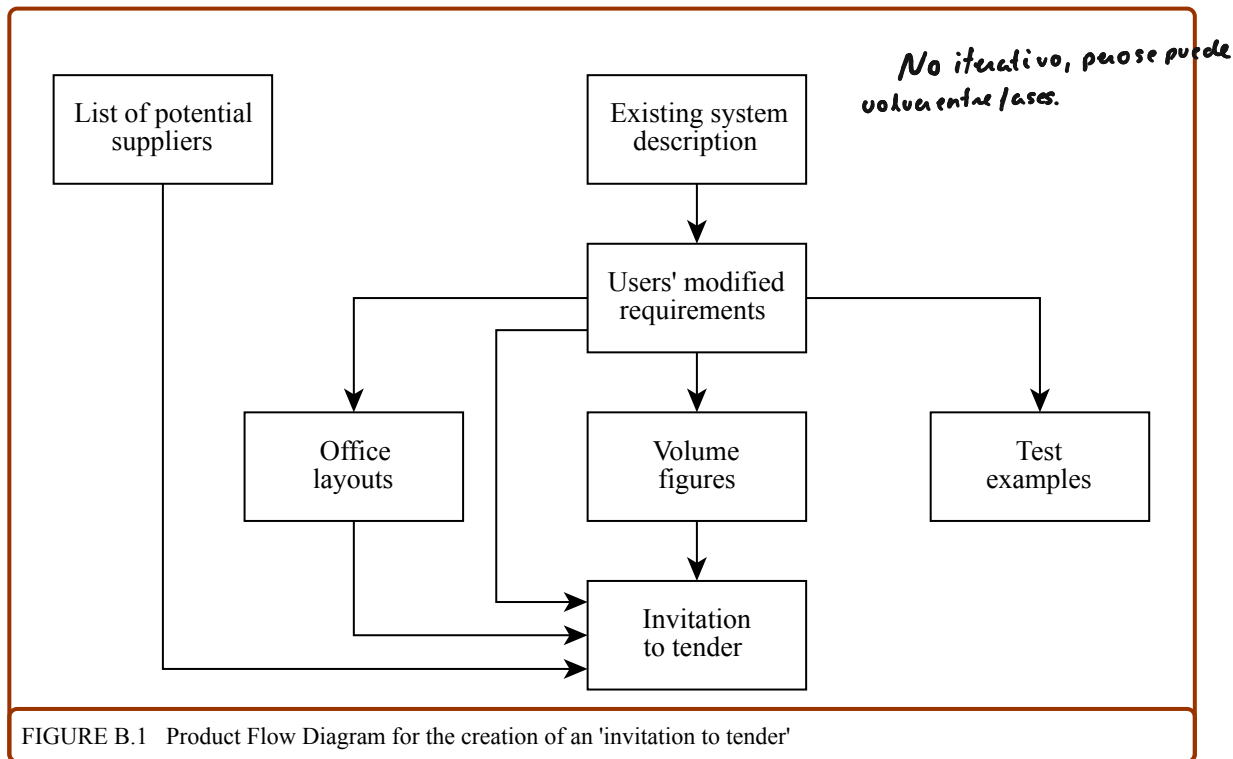 No iterativo, pero se puede
volver entre fases.
List of potential
suppliers
Existing system
description
Users' modified
requirements
Office
layouts
Volume
figures
Test
examples
Invitation
to tender
FIGURE B.1 Product Flow Diagram for the creation of an 'invitation to tender'